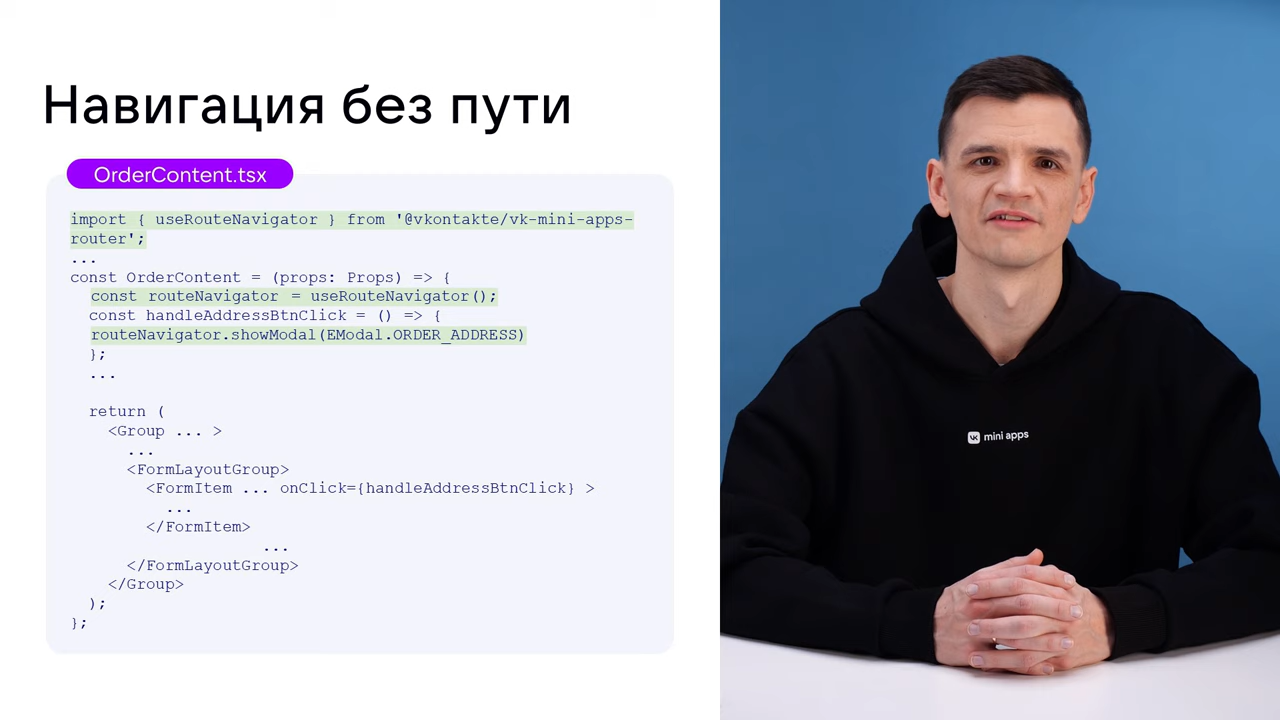 Навигация без пути
OrderContent.tsx
import { useRouteNavigator } from '@vkontakte/vk-mini-apps-
router';
...
const OrderContent = (props: Props) => {
const routeNavigator = useRouteNavigator();
const handleAddressBtnClick = () => {
routeNavigator.showModal(EModal.ORDER_ADDRESS)
};
...
return (
<Group ... >
...
<FormLayoutGroup>
<FormItem ... onClick={handleAddressBtnClick} >
...
</FormItem>
...
</FormLayoutGroup>
</Group>
);
};
mini apps